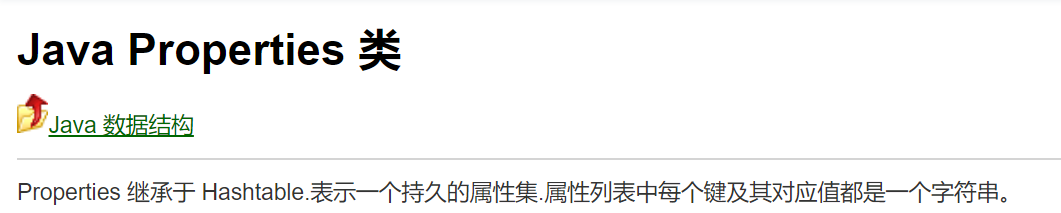 Java Properties 类
Java 数据结构
Properties 继承于 Hashtable.表示一个持久的属性集.属性列表中每个键及其对应值都是一个字符串。